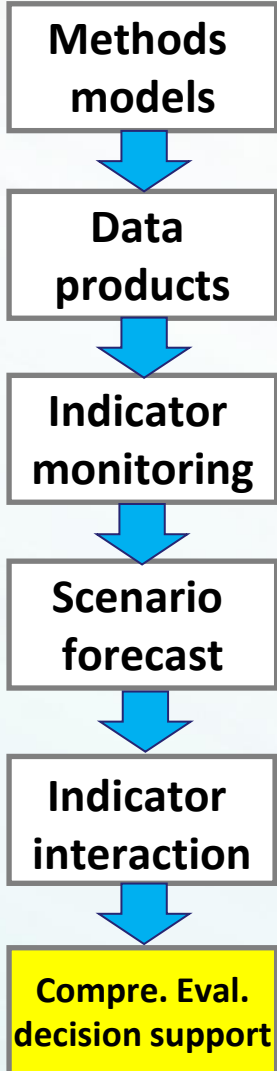 Methods
models
Data
products
Indicator
monitoring
Scenario
forecast
Indicator
interaction
Compre. Eval.
decision support